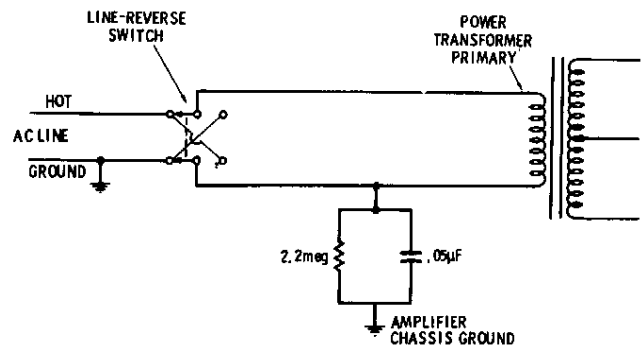 LINE-REVERSE
SWITCH
POWER
TRANSFORMER
PRIMARY
HOT
AC LINE
GROUND
2.2meg
.05µF
AMPLIFIER
CHASSIS GROUND